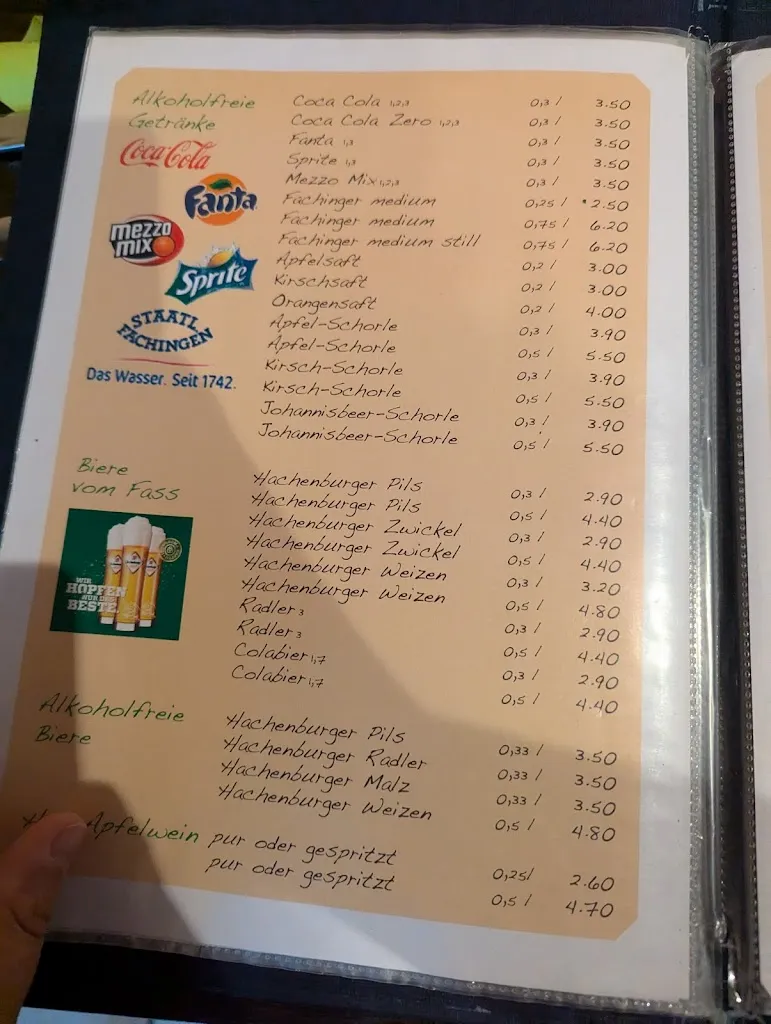 Alkoholfreie Coca Cola 1,2,3 0,3 l 3.50
Getränke Coca Cola Zero 1,2,3 0,3 l 3.50
Fanta 1,3 0,3 l 3.50
Sprite 1,3 0,3 l 3.50
Mezzo Mix 1,2,3 0,3 l 3.50
Fachinger medium 0,25 l 2.50
Fachinger medium 0,75 l 6.20
Fachinger medium still 0,75 l 6.20
Apfelsaft 0,2 l 3.00
Kirschsaft 0,2 l 3.00
Orangensaft 0,2 l 4.00
Apfel-Schorle 0,3 l 3.90
Apfel-Schorle 0,5 l 5.50
Kirsch-Schorle 0,3 l 3.90
Kirsch-Schorle 0,5 l 5.50
Johannisbeer-Schorle 0,3 l 3.90
Johannisbeer-Schorle 0,5 l 5.50
Coca-Cola
Fanta
mezzo
mix
Sprite
STAATL.
FACHINGEN
Das Wasser. Seit 1742.
Biere Hachenburger Pils 0,3 l 2.90
vom Fass Hachenburger Pils 0,5 l 4.40
Hachenburger Zwickel 0,3 l 2.90
Hachenburger Zwickel 0,5 l 4.40
Hachenburger Weizen 0,3 l 3.20
Hachenburger Weizen 0,5 l 4.80
Radler 3 0,3 l 2.90
Radler 3 0,5 l 4.40
Colabier 1,7 0,3 l 2.90
Colabier 1,7 0,5 l 4.40
WIR
HOPFEN
NUR DAS
BESTE.
Alkoholfreie Hachenburger Pils 0,33 l 3.50
Biere Hachenburger Radler 0,33 l 3.50
Hachenburger Malz 0,33 l 3.50
Hachenburger Weizen 0,5 l 4.80
Apfelwein pur oder gespritzt 0,25 l 2.60
pur oder gespritzt 0,5 l 4.70